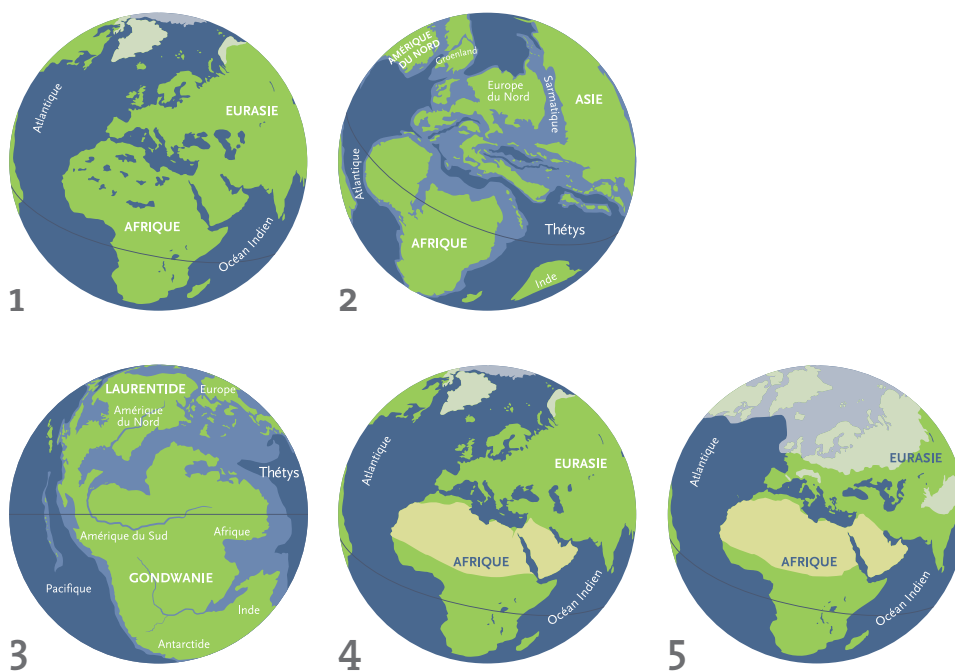 Atlantique
EURASIE
AFRIQUE
Océan Indien
1
AMÉRIQUE
DU NORD
Groenland
Europe
du Nord
Sarmatique
ASIE
Atlantique
AFRIQUE
Thétys
Inde
2
LAURENTIDE
Europe
Amérique
du Nord
Thétys
Amérique du Sud
Afrique
GONDWANIE
Pacifique
Inde
Antarctide
3
Atlantique
EURASIE
AFRIQUE
Océan Indien
4
Atlantique
EURASIE
AFRIQUE
Océan Indien
5